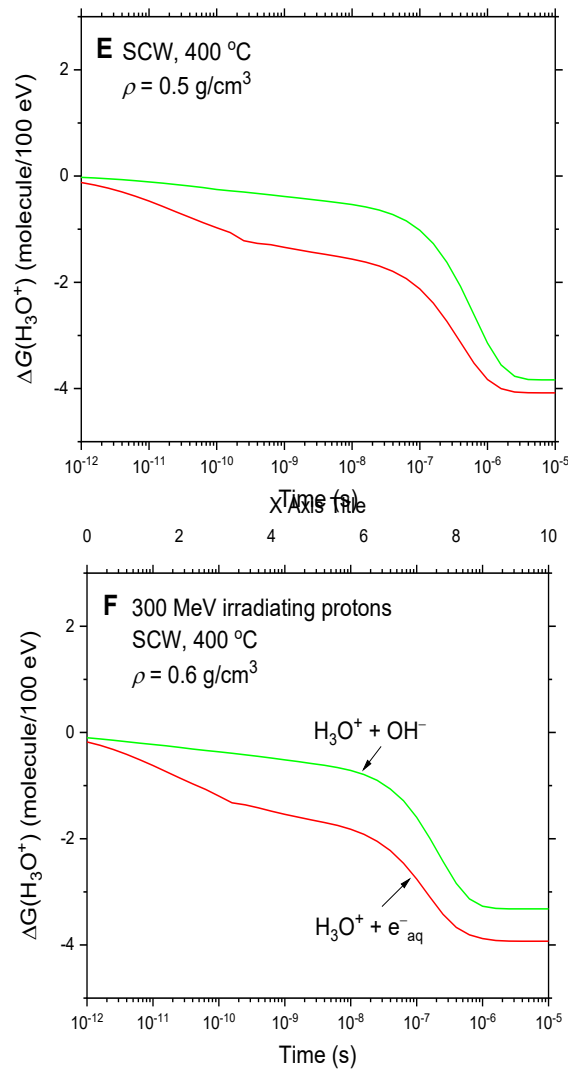 E SCW, 400 °C
ρ = 0.5 g/cm³
2
0
-2
-4
ΔG(H₃O⁺) (molecule/100 eV)
10⁻¹² 10⁻¹¹ 10⁻¹⁰ 10⁻⁹ 10⁻⁸ 10⁻⁷ 10⁻⁶ 10⁻⁵
Time (s)
X Axis Title
0 2 4 6 8 10
F 300 MeV irradiating protons
SCW, 400 °C
ρ = 0.6 g/cm³
2
0
-2
-4
ΔG(H₃O⁺) (molecule/100 eV)
H₃O⁺ + OH⁻
H₃O⁺ + e⁻aq
10⁻¹² 10⁻¹¹ 10⁻¹⁰ 10⁻⁹ 10⁻⁸ 10⁻⁷ 10⁻⁶ 10⁻⁵
Time (s)